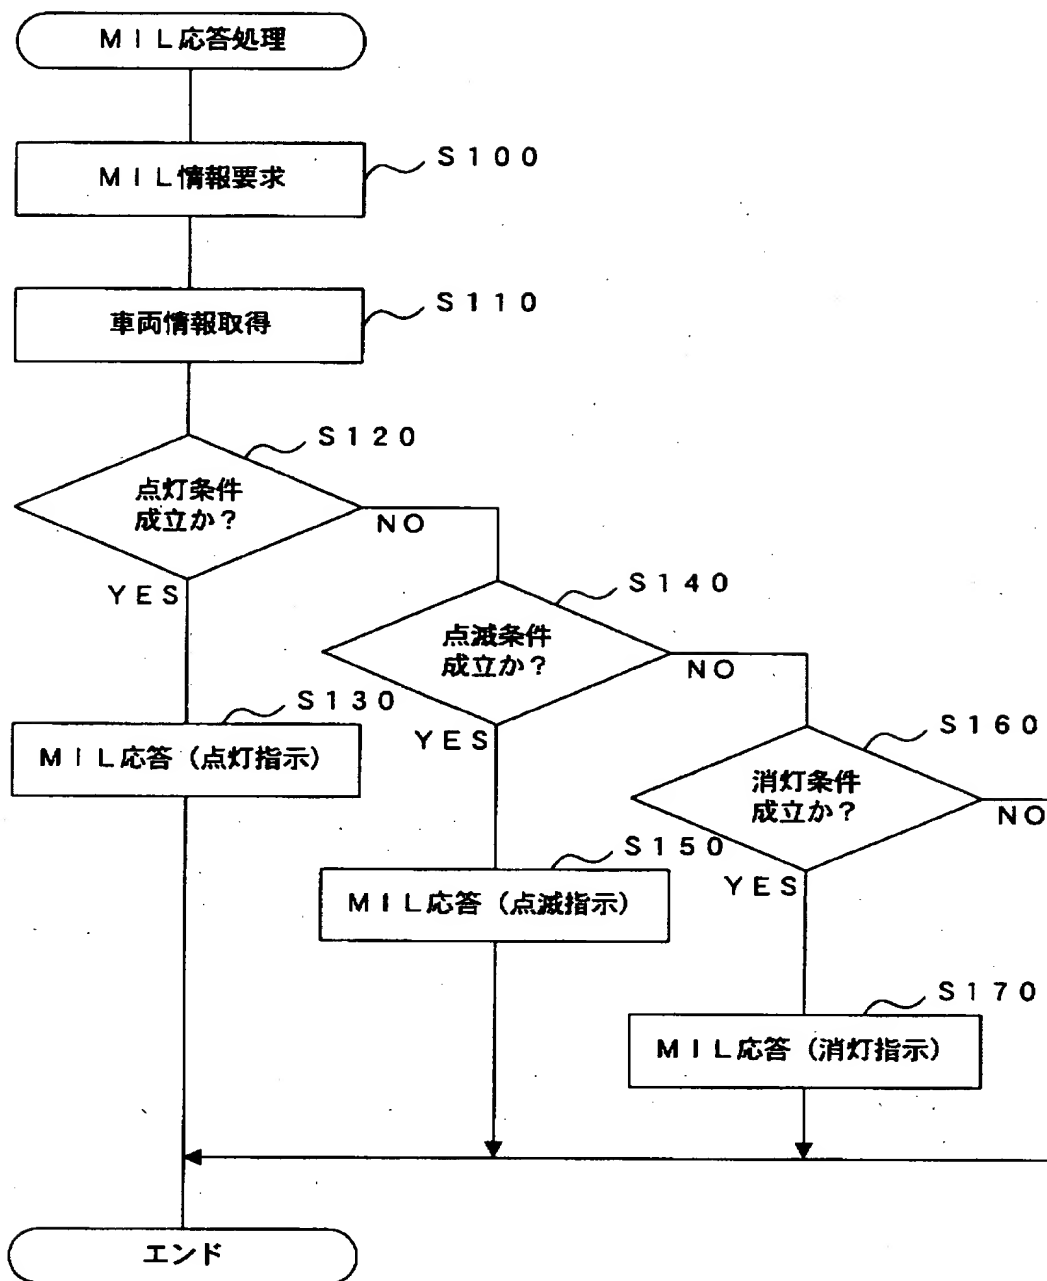 ＭＩＬ応答処理
ＭＩＬ情報要求
Ｓ１００
車両情報取得
Ｓ１１０
Ｓ１２０
点灯条件
成立か？
ＮＯ
ＹＥＳ
Ｓ１４０
点滅条件
成立か？
ＮＯ
ＹＥＳ
Ｓ１３０
ＭＩＬ応答（点灯指示）
Ｓ１６０
消灯条件
成立か？
ＮＯ
ＹＥＳ
Ｓ１５０
ＭＩＬ応答（点滅指示）
Ｓ１７０
ＭＩＬ応答（消灯指示）
エンド